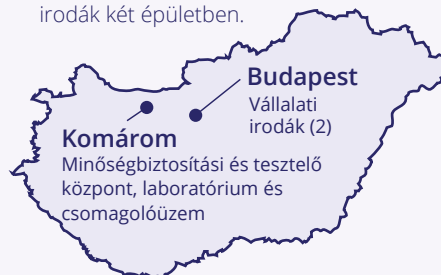 irodák két épületben.
Budapest
Vállalati
irodák (2)
Komárom
Minőségbiztosítási és tesztelő
központ, laboratórium és
csomagolóüzem